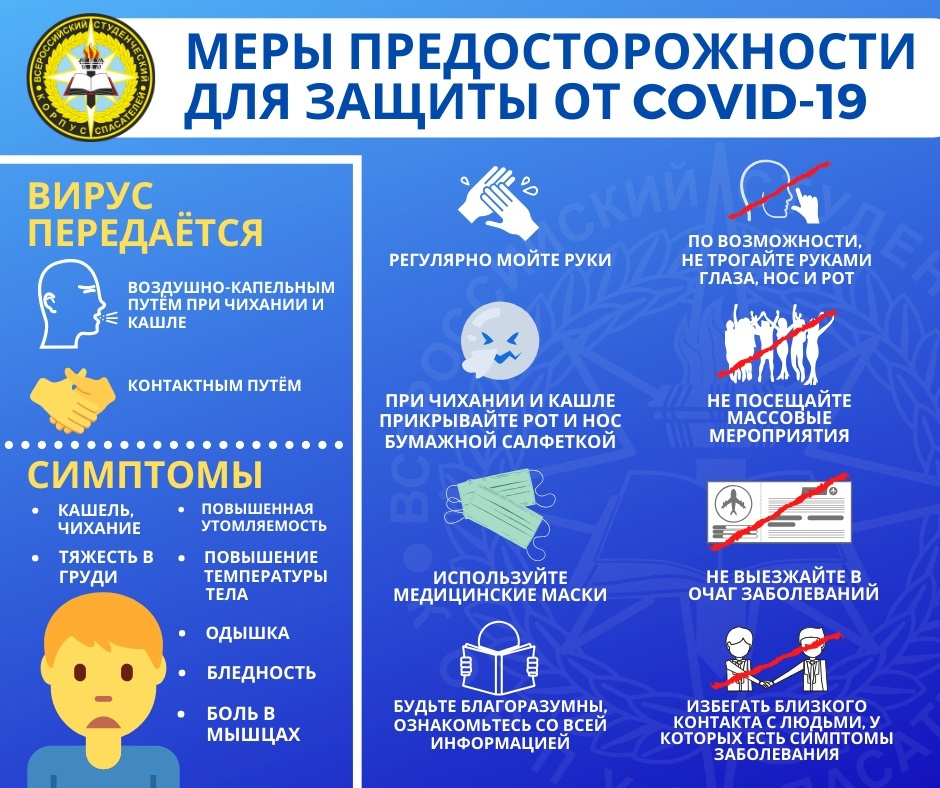 ВСЕРОССИЙСКИЙ СТУДЕНЧЕСКИЙ
КОРПУС СПАСАТЕЛЕЙ
МЕРЫ ПРЕДОСТОРОЖНОСТИ
ДЛЯ ЗАЩИТЫ ОТ COVID-19
ВИРУС
ПЕРЕДАЁТСЯ
ВОЗДУШНО-КАПЕЛЬНЫМ
ПУТЁМ ПРИ ЧИХАНИИ И
КАШЛЕ
КОНТАКТНЫМ ПУТЁМ
СИМПТОМЫ
• КАШЕЛЬ,
ЧИХАНИЕ
• ТЯЖЕСТЬ В
ГРУДИ
• ПОВЫШЕННАЯ
УТОМЛЯЕМОСТЬ
• ПОВЫШЕНИЕ
ТЕМПЕРАТУРЫ
ТЕЛА
• ОДЫШКА
• БЛЕДНОСТЬ
• БОЛЬ В
МЫШЦАХ
РЕГУЛЯРНО МОЙТЕ РУКИ
ПО ВОЗМОЖНОСТИ,
НЕ ТРОГАЙТЕ РУКАМИ
ГЛАЗА, НОС И РОТ
ПРИ ЧИХАНИИ И КАШЛЕ
ПРИКРЫВАЙТЕ РОТ И НОС
БУМАЖНОЙ САЛФЕТКОЙ
НЕ ПОСЕЩАЙТЕ
МАССОВЫЕ
МЕРОПРИЯТИЯ
ИСПОЛЬЗУЙТЕ
МЕДИЦИНСКИЕ МАСКИ
НЕ ВЫЕЗЖАЙТЕ В
ОЧАГ ЗАБОЛЕВАНИЙ
БУДЬТЕ БЛАГОРАЗУМНЫ,
ОЗНАКОМЬТЕСЬ СО ВСЕЙ
ИНФОРМАЦИЕЙ
ИЗБЕГАТЬ БЛИЗКОГО
КОНТАКТА С ЛЮДЬМИ, У
КОТОРЫХ ЕСТЬ СИМПТОМЫ
ЗАБОЛЕВАНИЯ